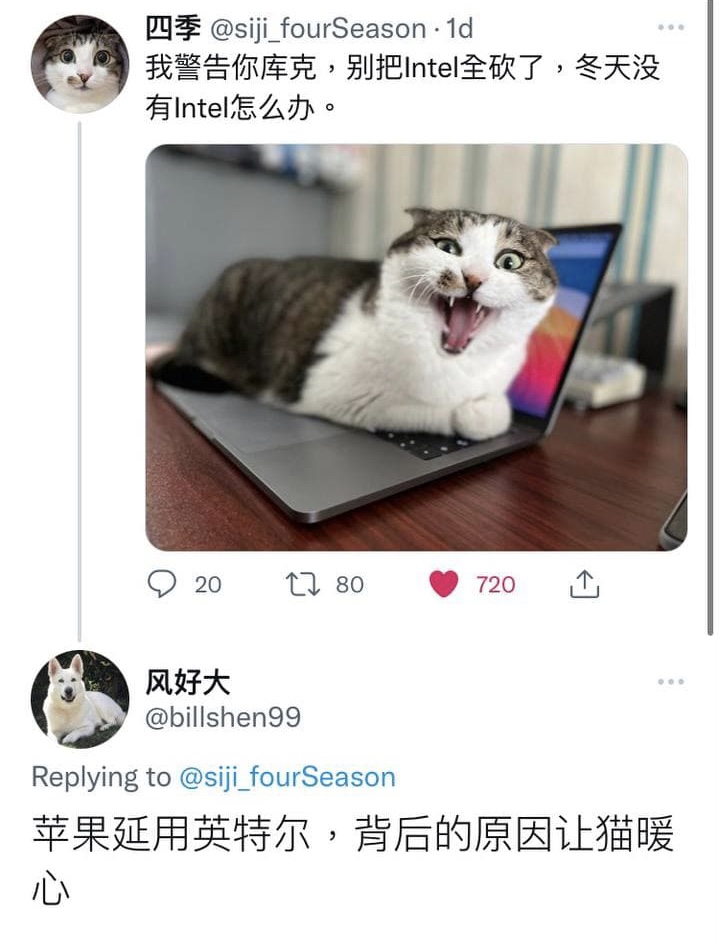 四季 @siji_fourSeason · 1d
我警告你库克，别把Intel全砍了，冬天没
有Intel怎么办。
20 80 720
风好大
@billshen99
Replying to @siji_fourSeason
苹果延用英特尔，背后的原因让猫暖
心